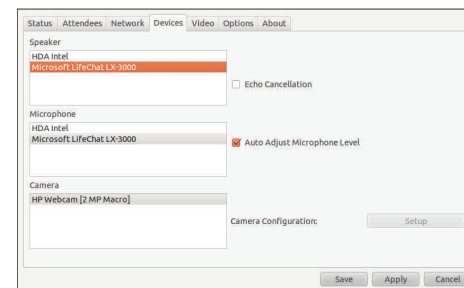 Status Attendees Network Devices Video Options About
Speaker
HDA Intel
Microsoft LifeChat LX-3000
Echo Cancellation
Microphone
HDA Intel
Microsoft LifeChat LX-3000
Auto Adjust Microphone Level
Camera
HP Webcam [2 MP Macro]
Camera Configuration: Setup
Save Apply Cancel